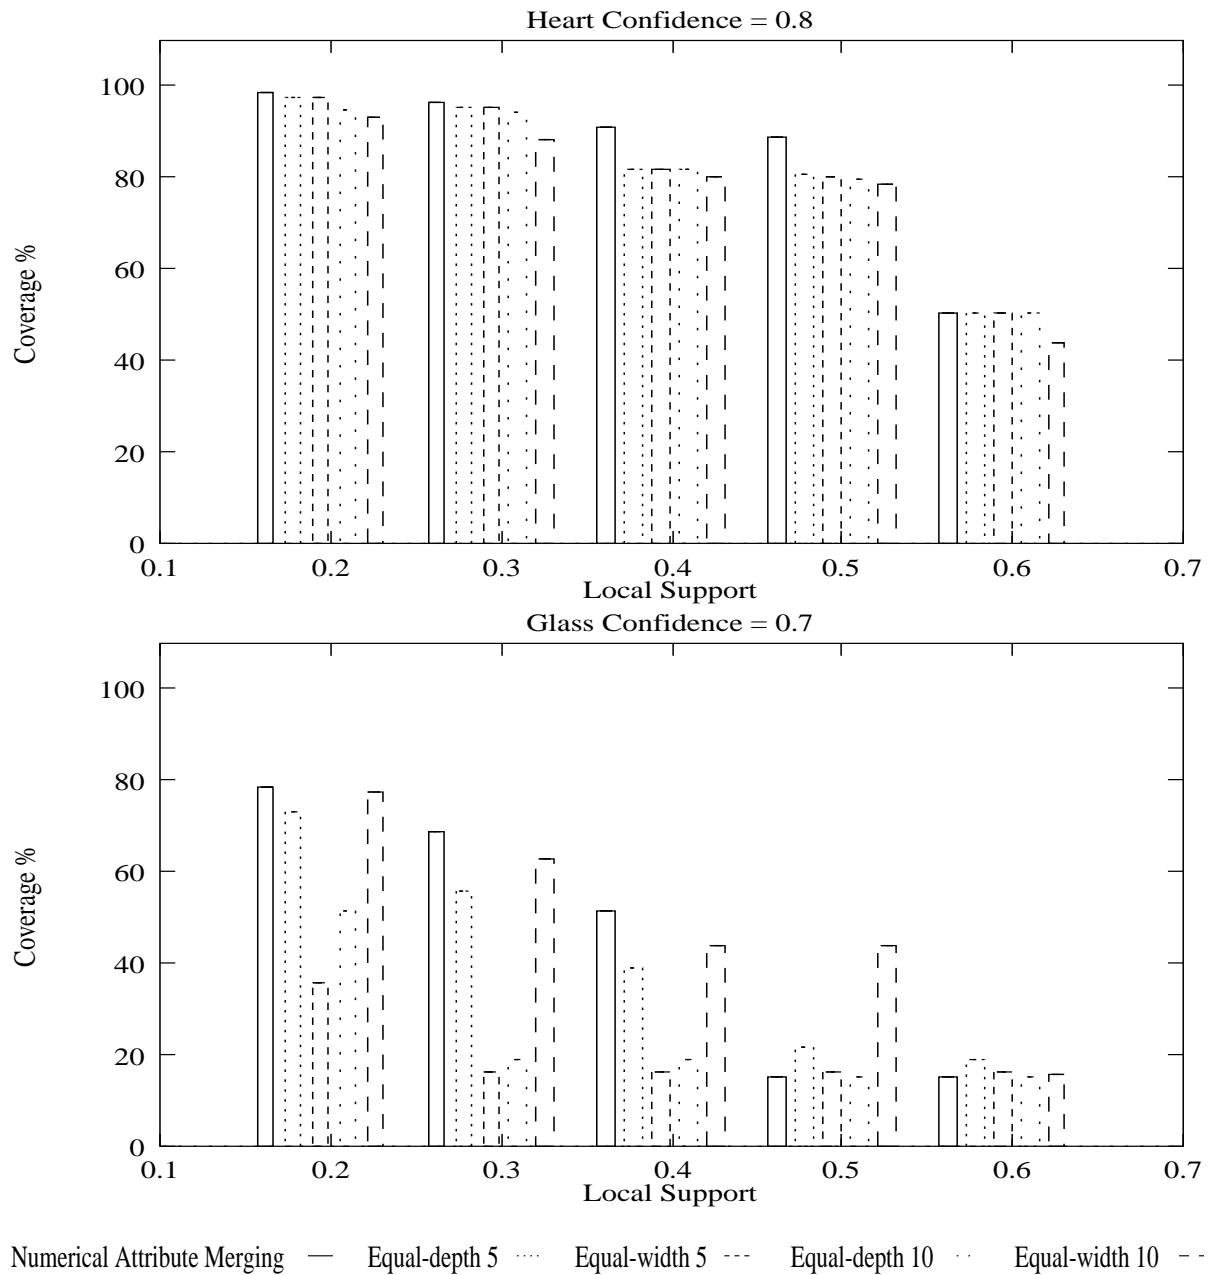 Heart Confidence = 0.8
100
80
60
40
20
0
Coverage %
0.1 0.2 0.3 0.4 0.5 0.6 0.7
Local Support
Glass Confidence = 0.7
100
80
60
40
20
0
Coverage %
0.1 0.2 0.3 0.4 0.5 0.6 0.7
Local Support
Numerical Attribute Merging Equal-depth 5 Equal-width 5 Equal-depth 10 Equal-width 10